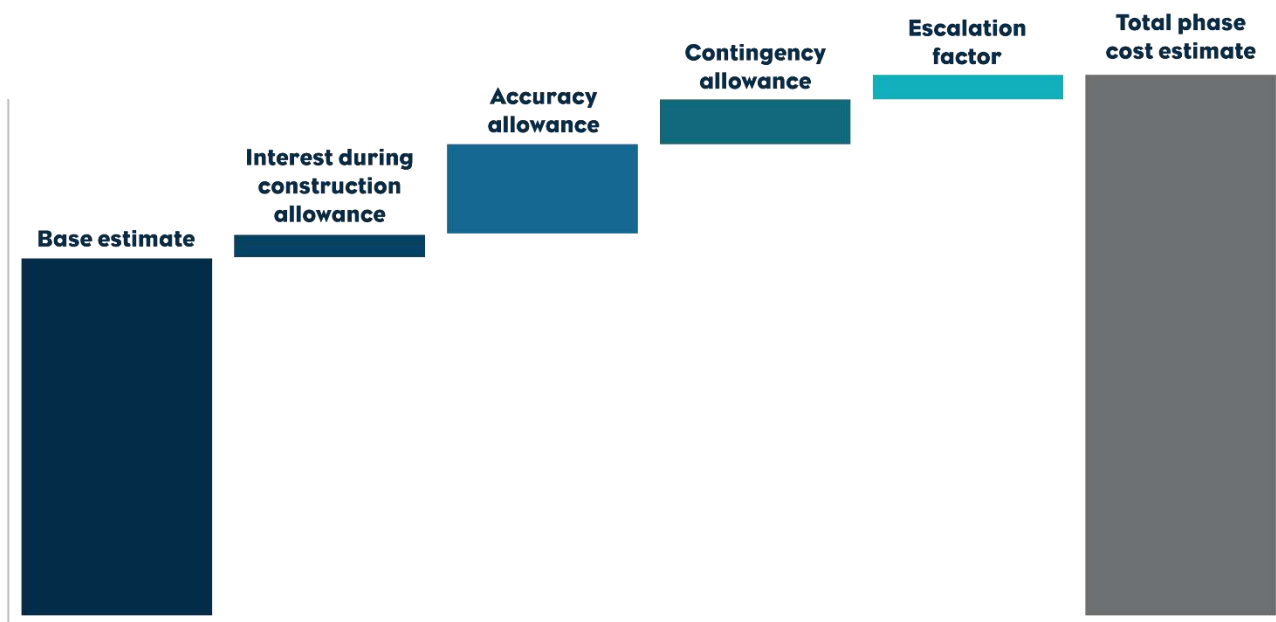 Base estimate
Interest during
construction
allowance
Accuracy
allowance
Contingency
allowance
Escalation
factor
Total phase
cost estimate